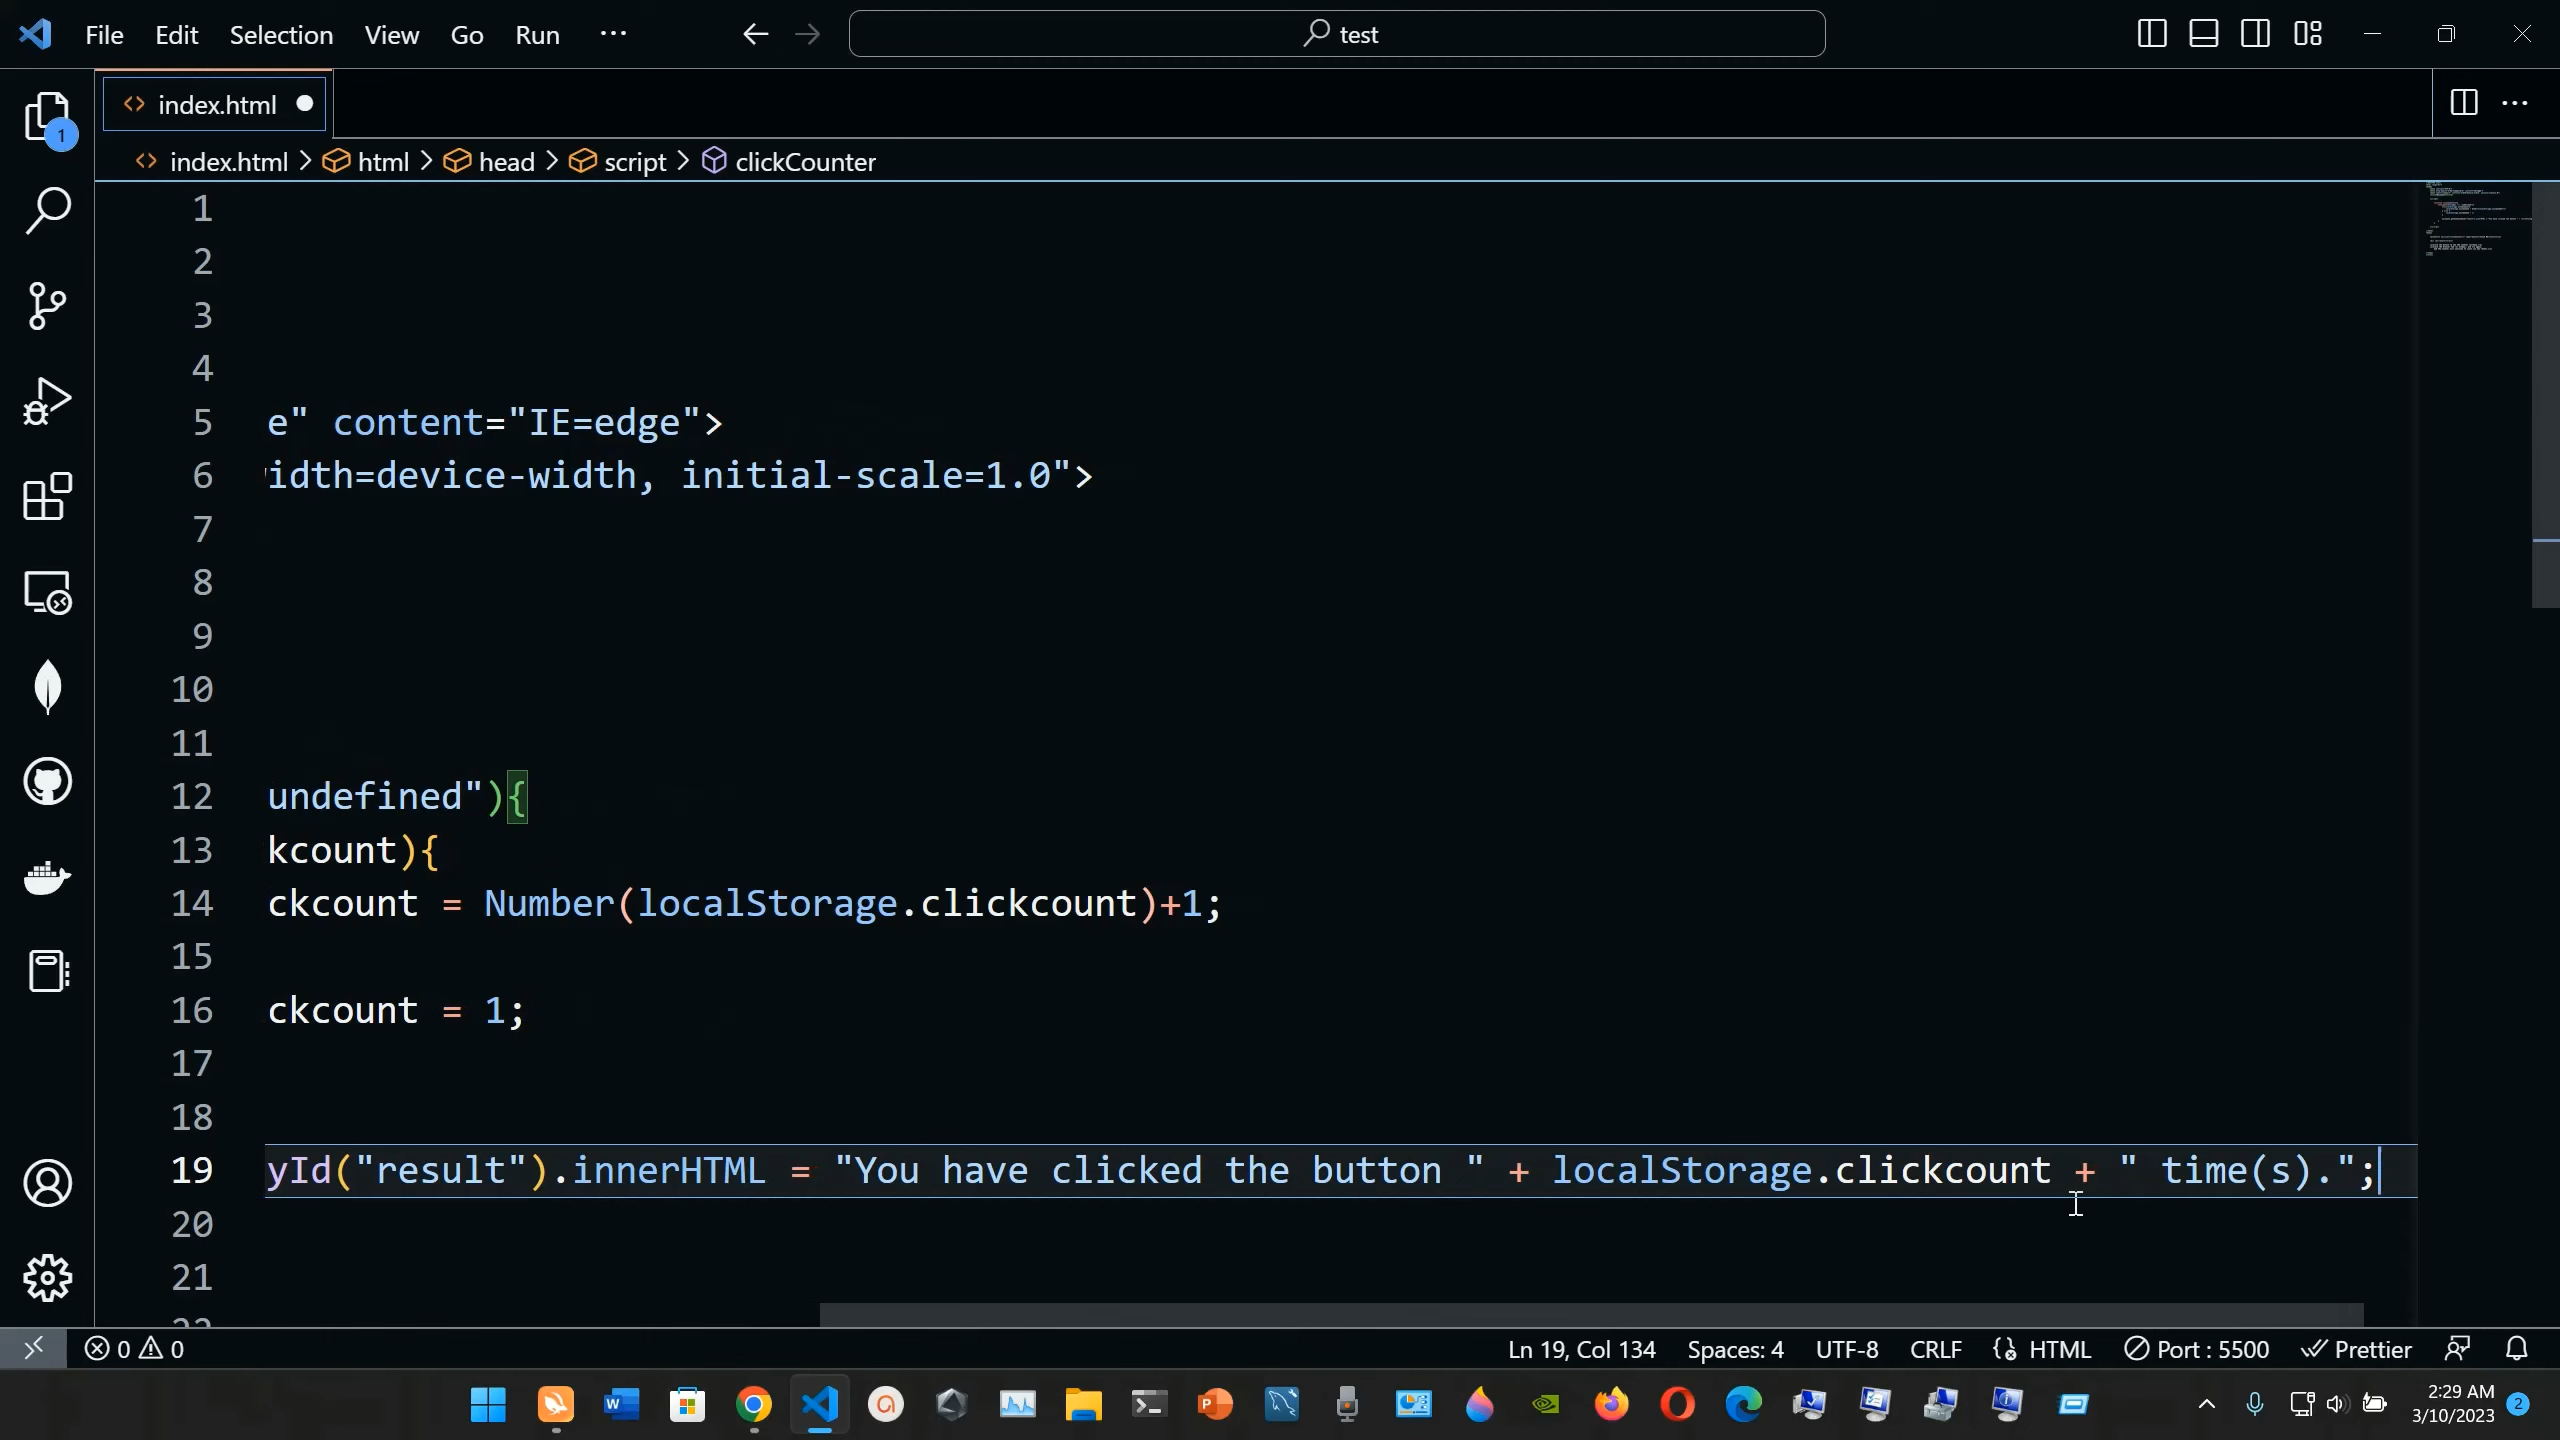 File Edit Selection View Go Run ··· test
index.html
1
index.html > html > head > script > clickCounter
1
2
3
4
5 e" content="IE=edge">
6 idth=device-width, initial-scale=1.0">
7
8
9
10
11
12 undefined"){
13 kcount){
14 ckcount = Number(localStorage.clickcount)+1;
15
16 ckcount = 1;
17
18
19 yId("result").innerHTML = "You have clicked the button " + localStorage.clickcount + " time(s).";
20
21
0 0 Ln 19, Col 134 Spaces: 4 UTF-8 CRLF HTML Port : 5500 Prettier
2:29 AM
3/10/2023 2